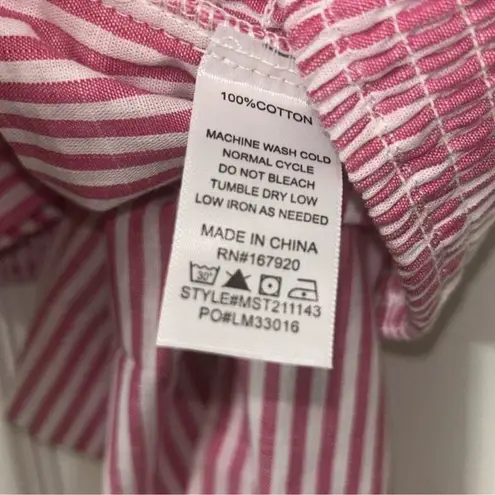 100%COTTON
MACHINE WASH COLD
NORMAL CYCLE
DO NOT BLEACH
TUMBLE DRY LOW
LOW IRON AS NEEDED
MADE IN CHINA
RN#167920
30°
STYLE#MST211143
PO#LM33016